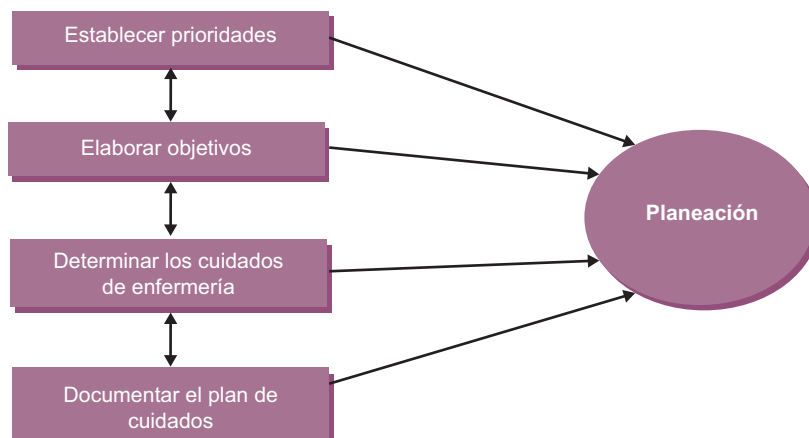 Establecer prioridades
Elaborar objetivos
Planeación
Determinar los cuidados
de enfermería
Documentar el plan de
cuidados